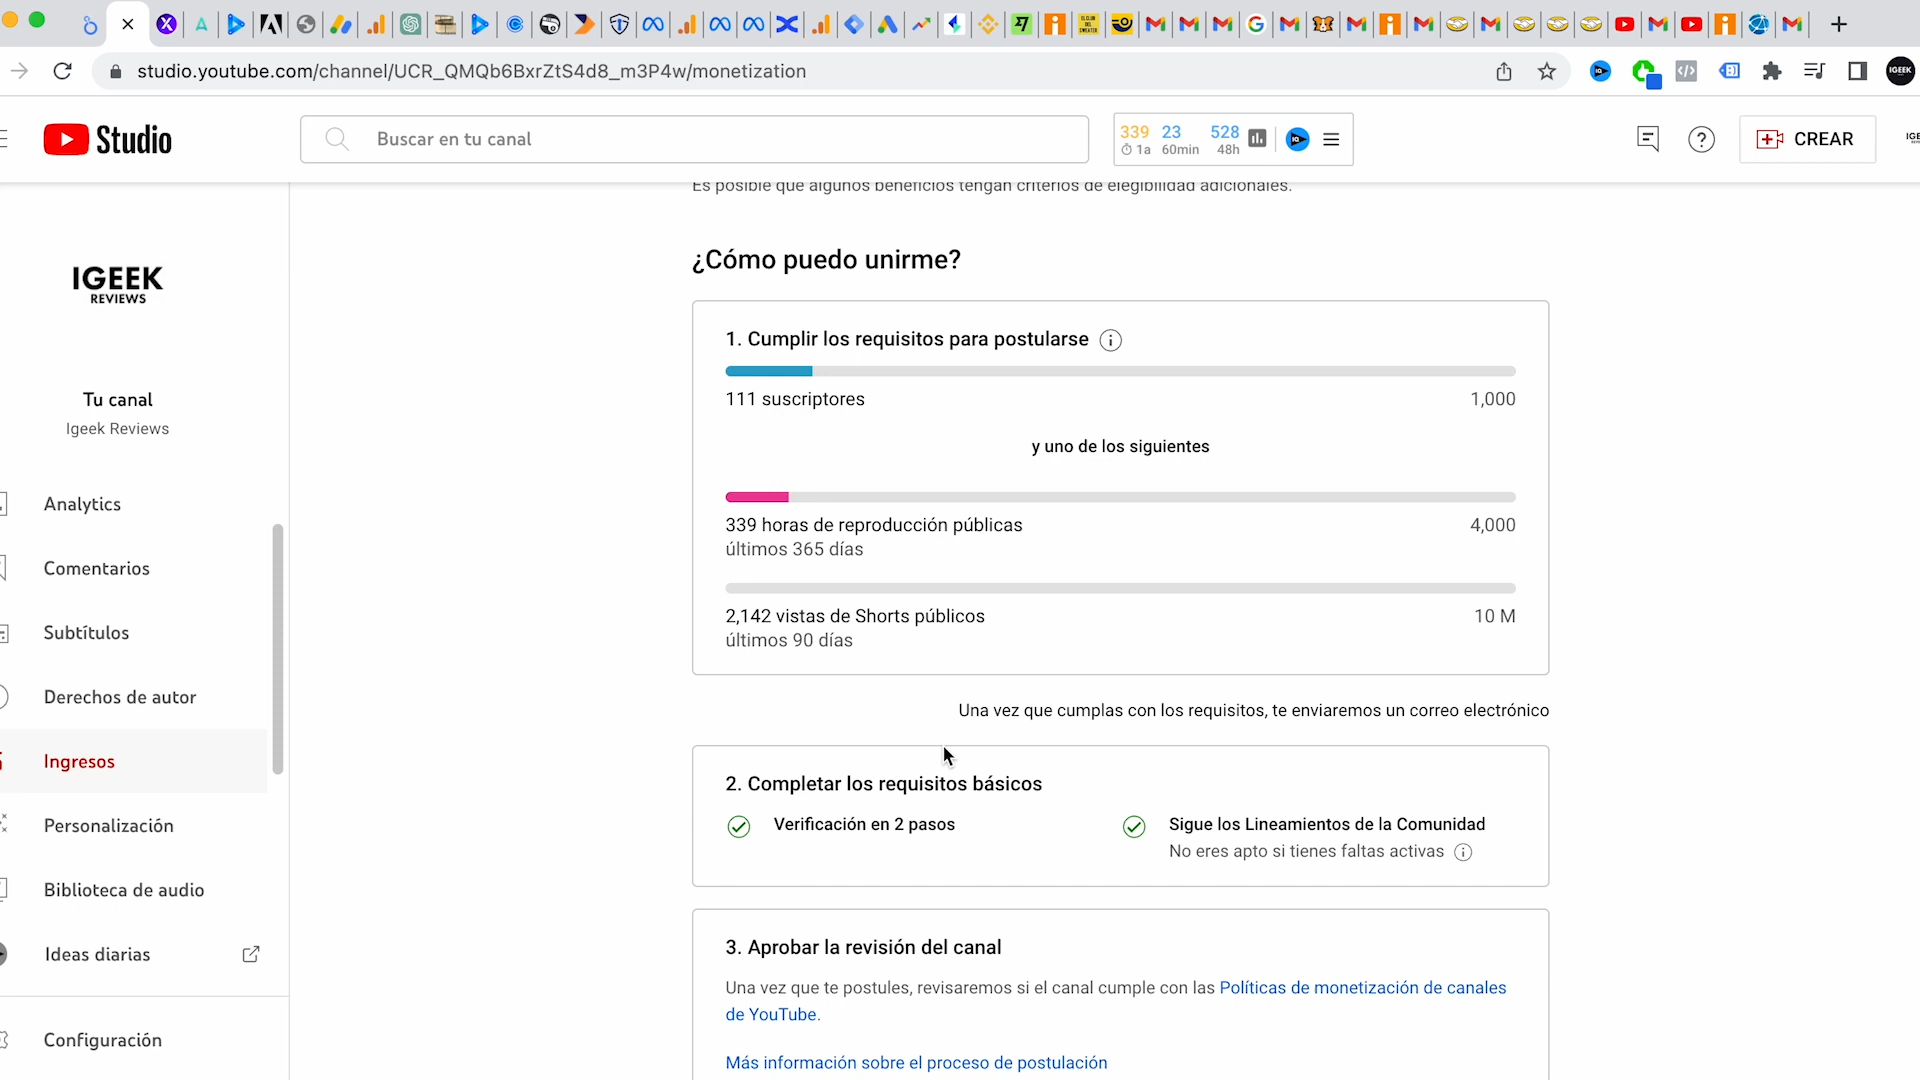 studio.youtube.com/channel/UCR_QMQb6BxrZtS4d8_m3P4w/monetization
IGEEK
Studio
Buscar en tu canal
339 23 528
1a 60min 48h
CREAR
Es posible que algunos beneficios tengan criterios de elegibilidad adicionales.
IGEEK
REVIEWS
Tu canal
Igeek Reviews
Analytics
Comentarios
Subtítulos
Derechos de autor
Ingresos
Personalización
Biblioteca de audio
Ideas diarias
Configuración
¿Cómo puedo unirme?
1. Cumplir los requisitos para postularse
111 suscriptores 1,000
y uno de los siguientes
339 horas de reproducción públicas 4,000
últimos 365 días
2,142 vistas de Shorts públicos 10 M
últimos 90 días
Una vez que cumplas con los requisitos, te enviaremos un correo electrónico
2. Completar los requisitos básicos
Verificación en 2 pasos
Sigue los Lineamientos de la Comunidad
No eres apto si tienes faltas activas
3. Aprobar la revisión del canal
Una vez que te postules, revisaremos si el canal cumple con las Políticas de monetización de canales
de YouTube.
Más información sobre el proceso de postulación